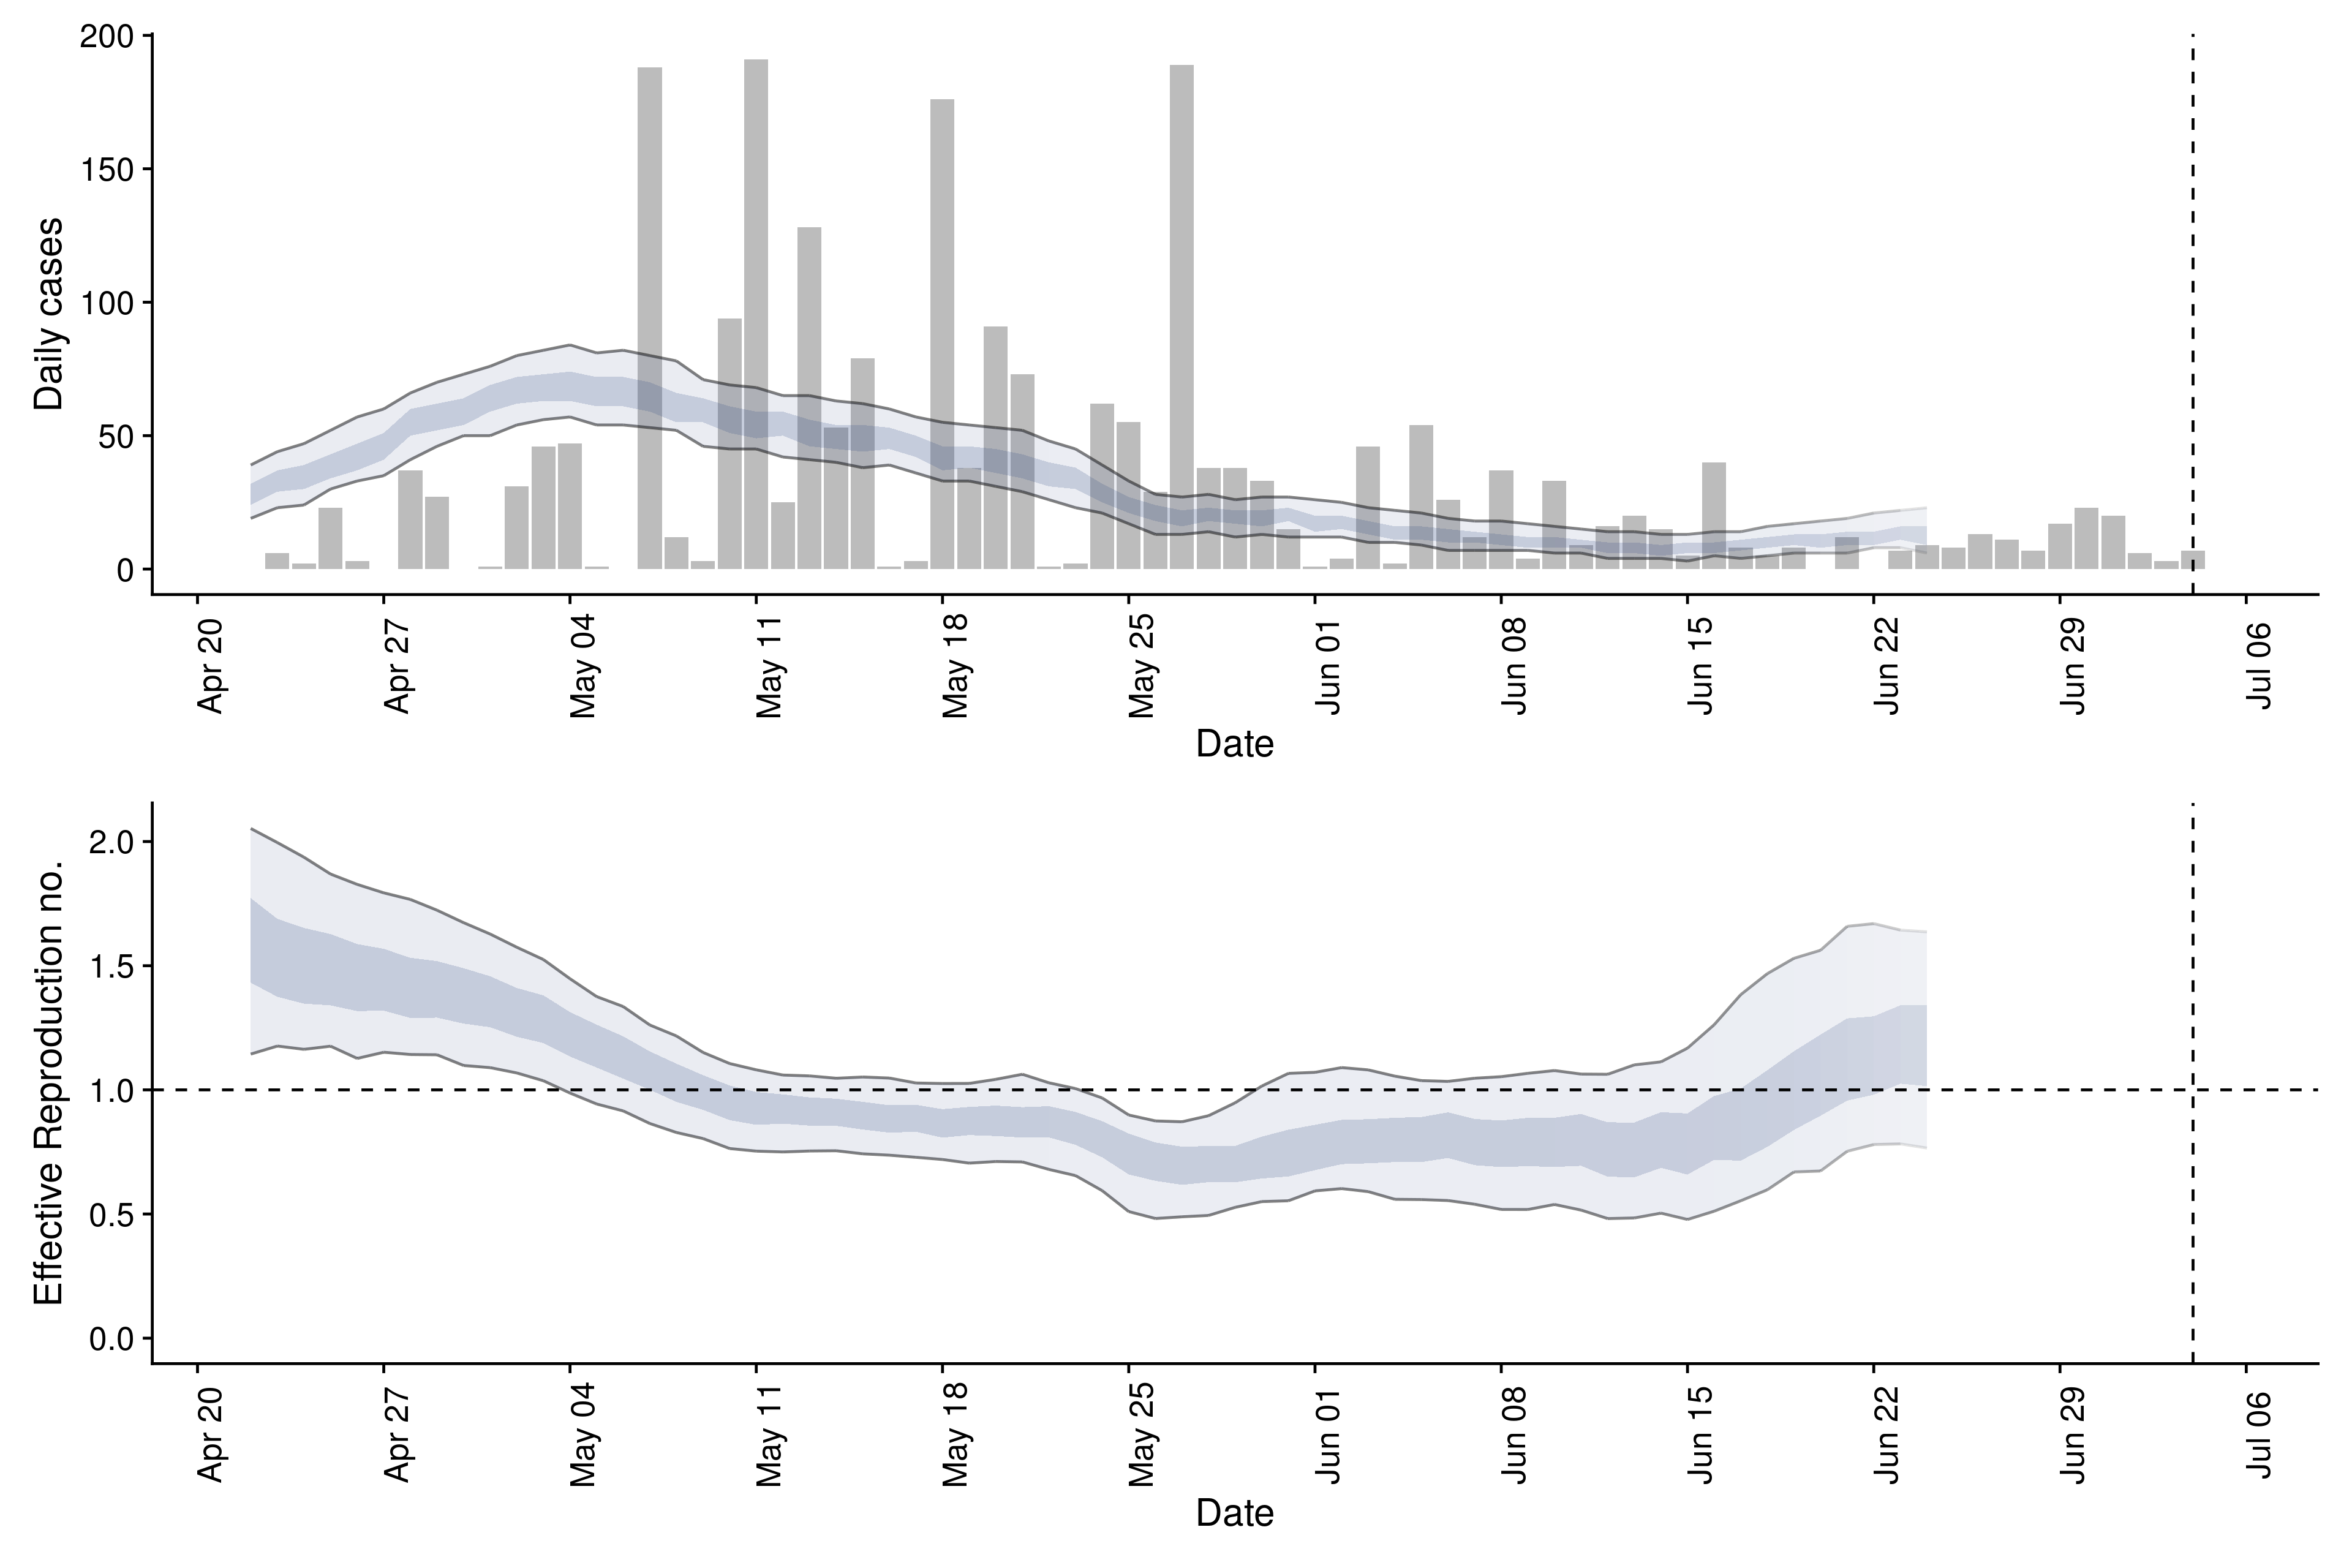 Daily cases
200
150
100
50
0
Apr 20
Apr 27
May 04
May 11
May 18
May 25
Jun 01
Jun 08
Jun 15
Jun 22
Jun 29
Jul 06
Date
Effective Reproduction no.
2.0
1.5
1.0
0.5
0.0
Apr 20
Apr 27
May 04
May 11
May 18
May 25
Jun 01
Jun 08
Jun 15
Jun 22
Jun 29
Jul 06
Date